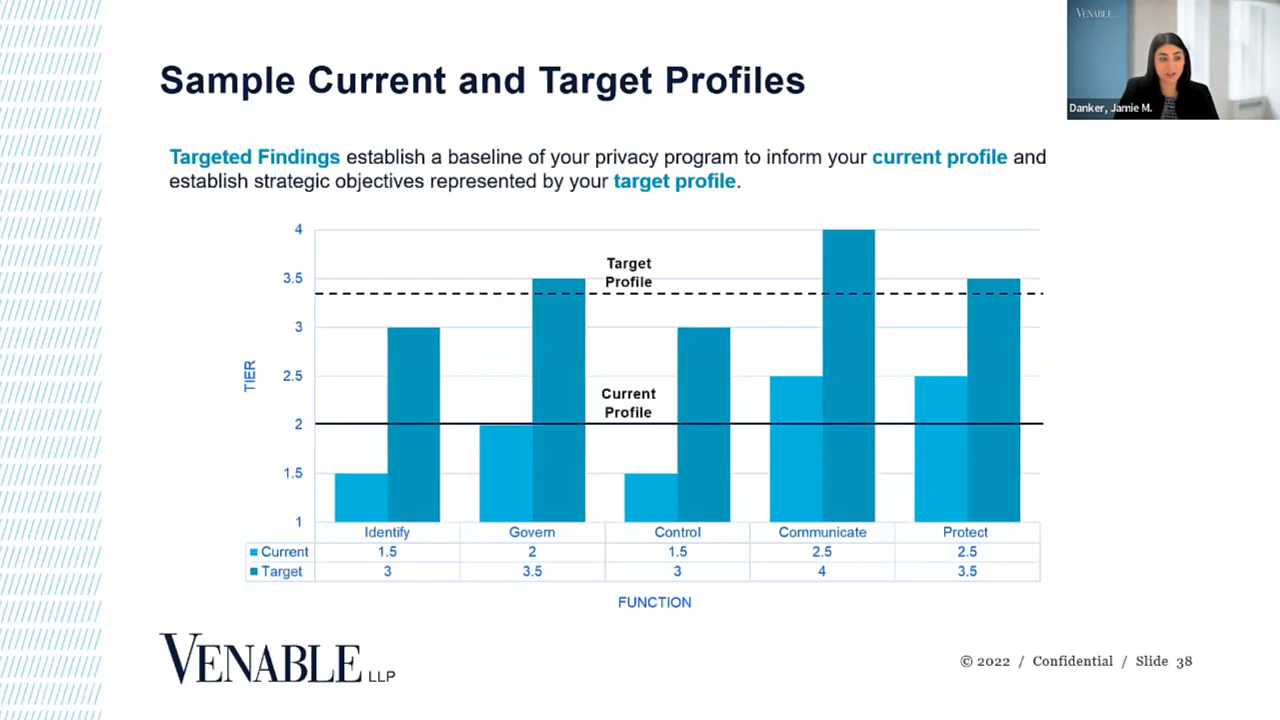 VENABLE
Danker, Jamie M.
Sample Current and Target Profiles
Targeted Findings establish a baseline of your privacy program to inform your current profile and
establish strategic objectives represented by your target profile.
4
3.5
3
2.5
2
1.5
1
TIER
Target
Profile
Current
Profile
Identify Govern Control Communicate Protect
Current 1.5 2 1.5 2.5 2.5
Target 3 3.5 3 4 3.5
FUNCTION
VENABLE LLP
© 2022 / Confidential / Slide 38